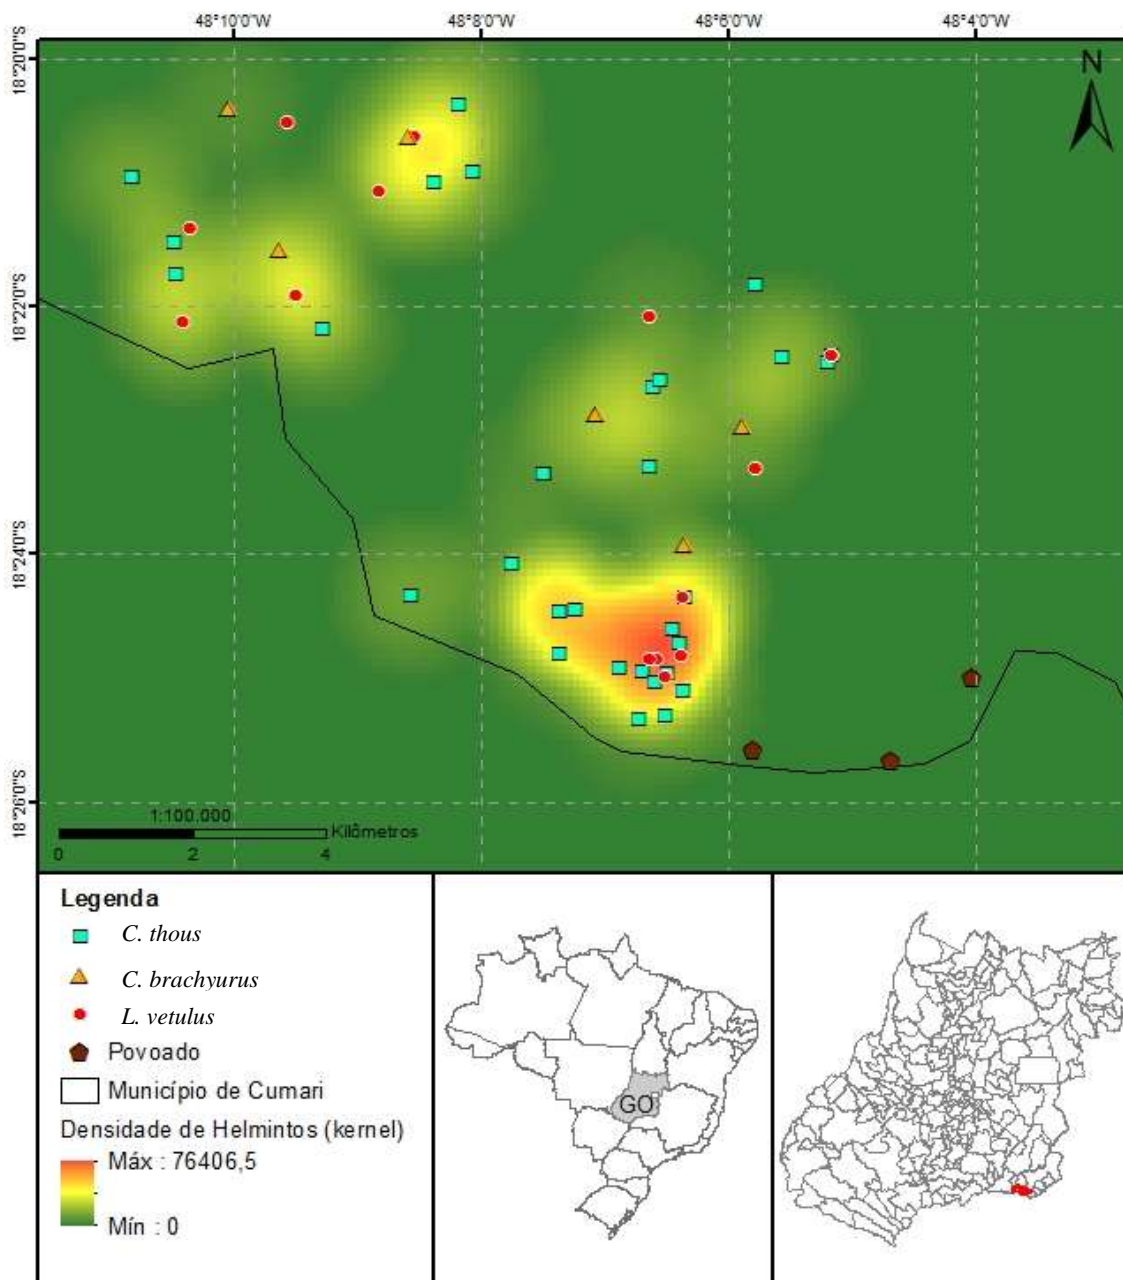 48°10'0"W 48°8'0"W 48°6'0"W 48°4'0"W
18°20'0"S
N
18°22'0"S
18°24'0"S
18°26'0"S
1:100.000
Kilômetros
0 2 4
Legenda
C. thous
C. brachyurus
L. vetulus
Povoado
Município de Cumari
Densidade de Helmintos (kernel)
Máx : 76406,5
Mín : 0
GO